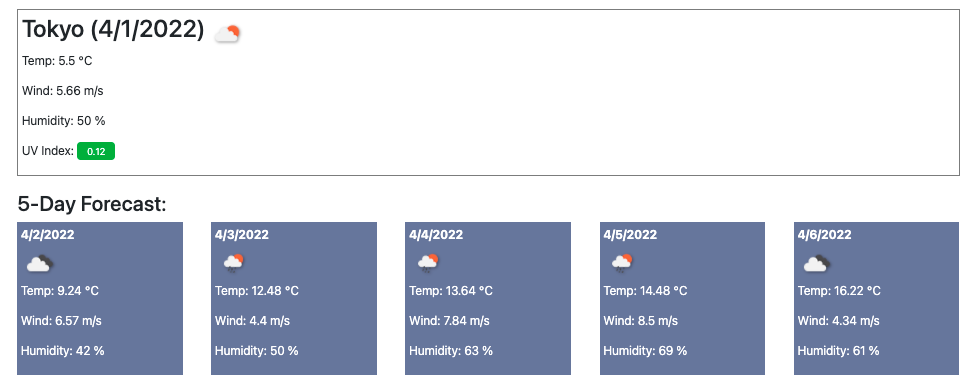 Tokyo (4/1/2022)
Temp: 5.5 °C
Wind: 5.66 m/s
Humidity: 50 %
UV Index: 0.12
5-Day Forecast:
4/2/2022
Temp: 9.24 °C
Wind: 6.57 m/s
Humidity: 42 %
4/3/2022
Temp: 12.48 °C
Wind: 4.4 m/s
Humidity: 50 %
4/4/2022
Temp: 13.64 °C
Wind: 7.84 m/s
Humidity: 63 %
4/5/2022
Temp: 14.48 °C
Wind: 8.5 m/s
Humidity: 69 %
4/6/2022
Temp: 16.22 °C
Wind: 4.34 m/s
Humidity: 61 %